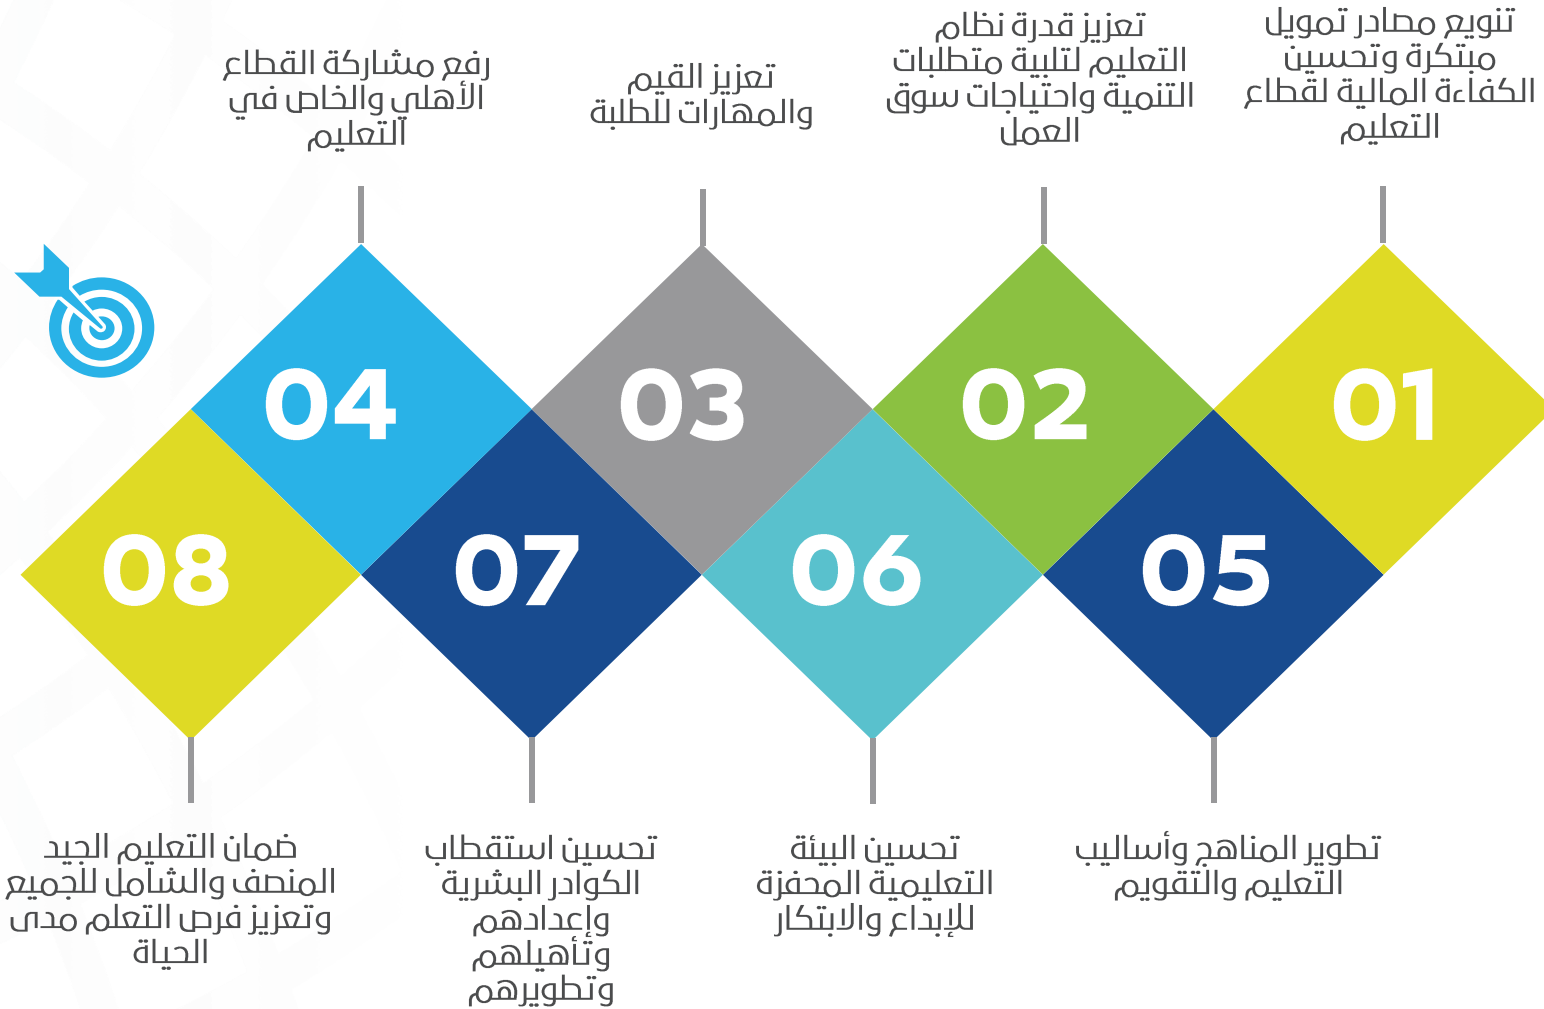 تنويع مصادر تمويل
مبتكرة وتحسين
الكفاءة المالية لقطاع
التعليم
تعزيز قدرة نظام
التعليم لتلبية متطلبات
التنمية واحتياجات سوق
العمل
تعزيز القيم
والمهارات للطلبة
رفع مشاركة القطاع
الأهلي والخاص في
التعليم
01
02
03
04
05
06
07
08
تطوير المناهج وأساليب
التعليم والتقويم
تحسين البيئة
التعليمية المحفزة
للإبداع والابتكار
تحسين استقطاب
الكوادر البشرية
وإعدادهم
وتأهيلهم
وتطويرهم
ضمان التعليم الجيد
المنصف والشامل للجميع
وتعزيز فرص التعلم مدى
الحياة